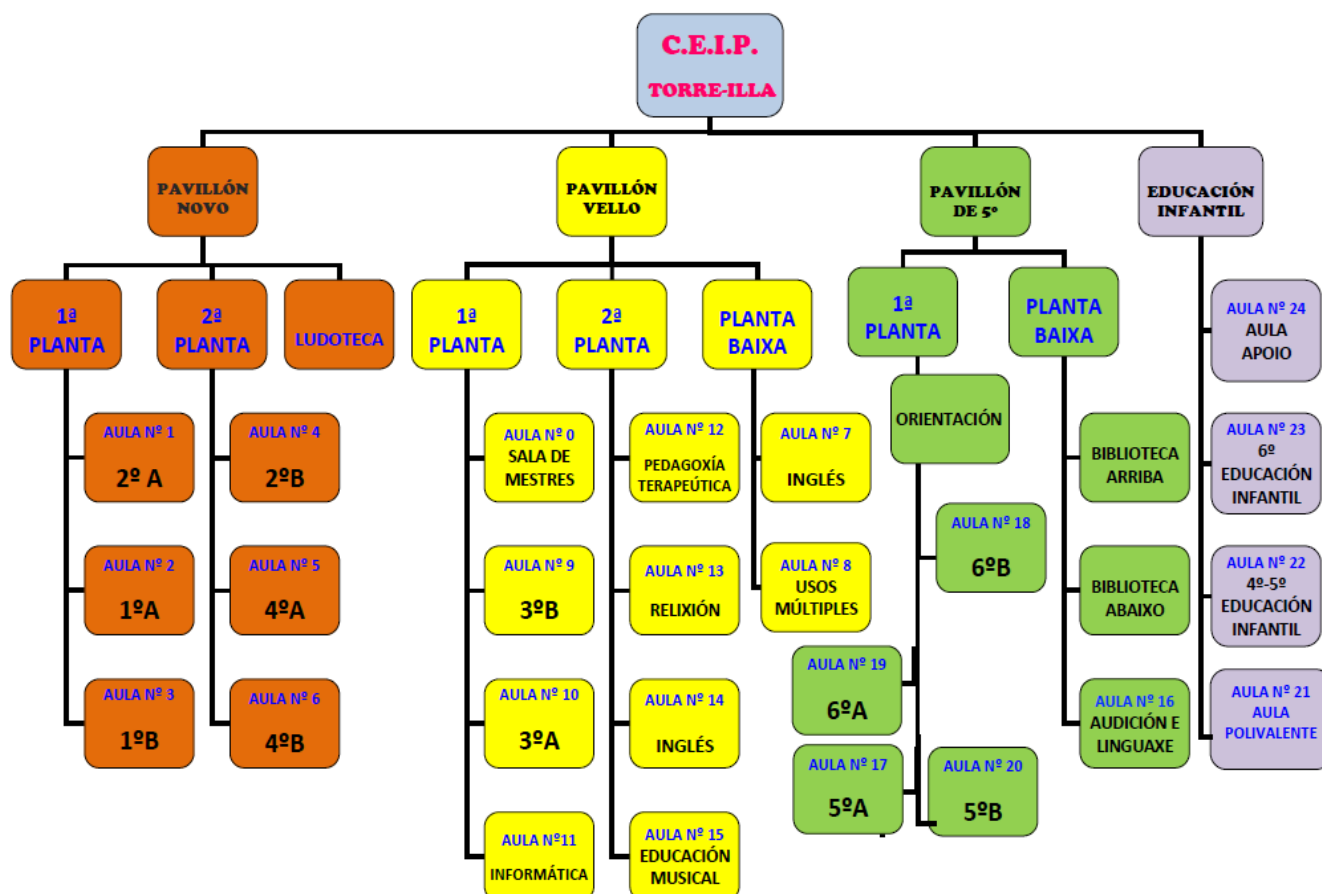 C.E.I.P.
TORRE-ILLA
PAVILLÓN
NOVO
PAVILLÓN
VELLO
PAVILLÓN
DE 5º
EDUCACIÓN
INFANTIL
1ª
PLANTA
2ª
PLANTA
LUDOTECA
1ª
PLANTA
2ª
PLANTA
PLANTA
BAIXA
1ª
PLANTA
PLANTA
BAIXA
AULA Nº 24
AULA
APOIO
AULA Nº 1
2º A
AULA Nº 4
2ºB
AULA Nº 0
SALA DE
MESTRES
AULA Nº 12
PEDAGOXÍA
TERAPEÚTICA
AULA Nº 7
INGLÉS
ORIENTACIÓN
BIBLIOTECA
ARRIBA
AULA Nº 23
6º
EDUCACIÓN
INFANTIL
AULA Nº 18
6ºB
AULA Nº 2
1ºA
AULA Nº 5
4ºA
AULA Nº 9
3ºB
AULA Nº 13
RELIXIÓN
AULA Nº 8
USOS
MÚLTIPLES
BIBLIOTECA
ABAIXO
AULA Nº 22
4º-5º
EDUCACIÓN
INFANTIL
AULA Nº 3
1ºB
AULA Nº 6
4ºB
AULA Nº 10
3ºA
AULA Nº 14
INGLÉS
AULA Nº 19
6ºA
AULA Nº 16
AUDICIÓN E
LINGUAXE
AULA Nº 21
AULA
POLIVALENTE
AULA Nº 17
5ºA
AULA Nº 20
5ºB
AULA Nº11
INFORMÁTICA
AULA Nº 15
EDUCACIÓN
MUSICAL